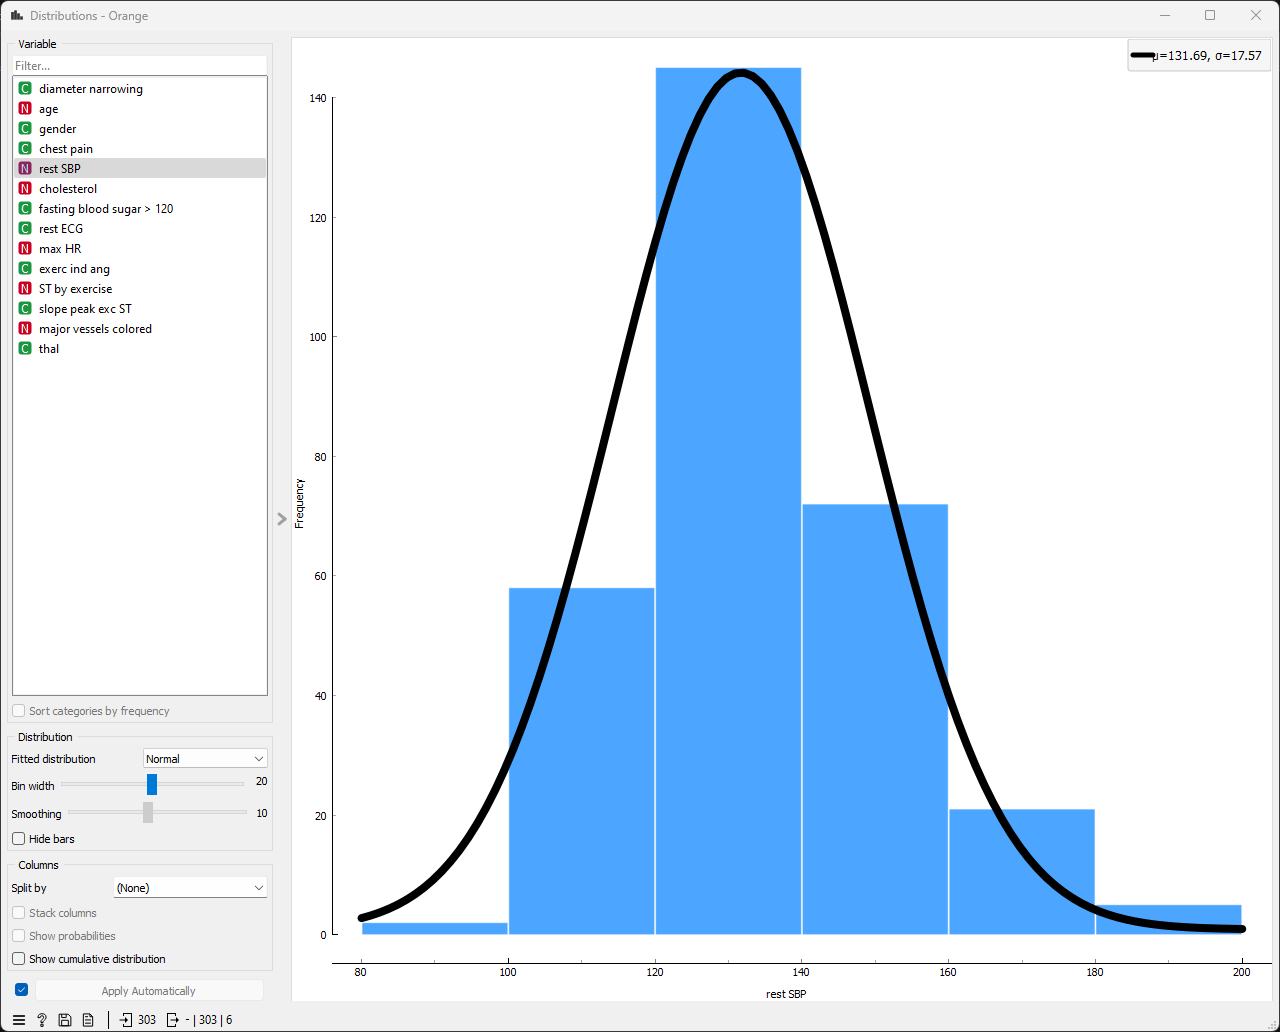 Distributions - Orange
Variable
Filter...
C diameter narrowing
N age
C gender
C chest pain
N rest SBP
N cholesterol
C fasting blood sugar > 120
C rest ECG
N max HR
C exerc ind ang
N ST by exercise
C slope peak exc ST
N major vessels colored
C thal
Sort categories by frequency
Distribution
Fitted distribution Normal
Bin width 20
Smoothing 10
Hide bars
Columns
Split by (None)
Stack columns
Show probabilities
Show cumulative distribution
Apply Automatically
303 - | 303 | 6
μ=131.69, σ=17.57
140
120
100
80
60
40
20
0
Frequency
80 100 120 140 160 180 200
rest SBP